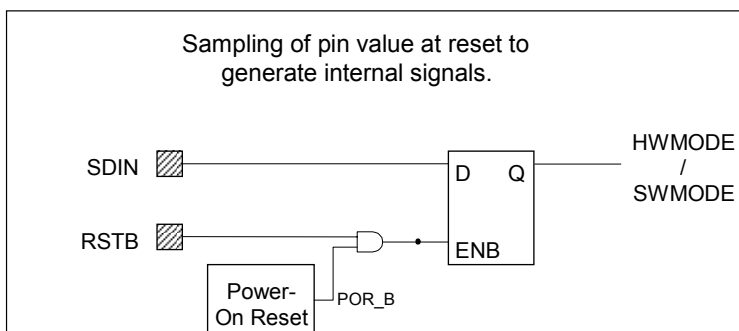 Sampling of pin value at reset to
generate internal signals.
SDIN
D Q
HWMODE
/
SWMODE
RSTB
ENB
Power-
On Reset
POR_B